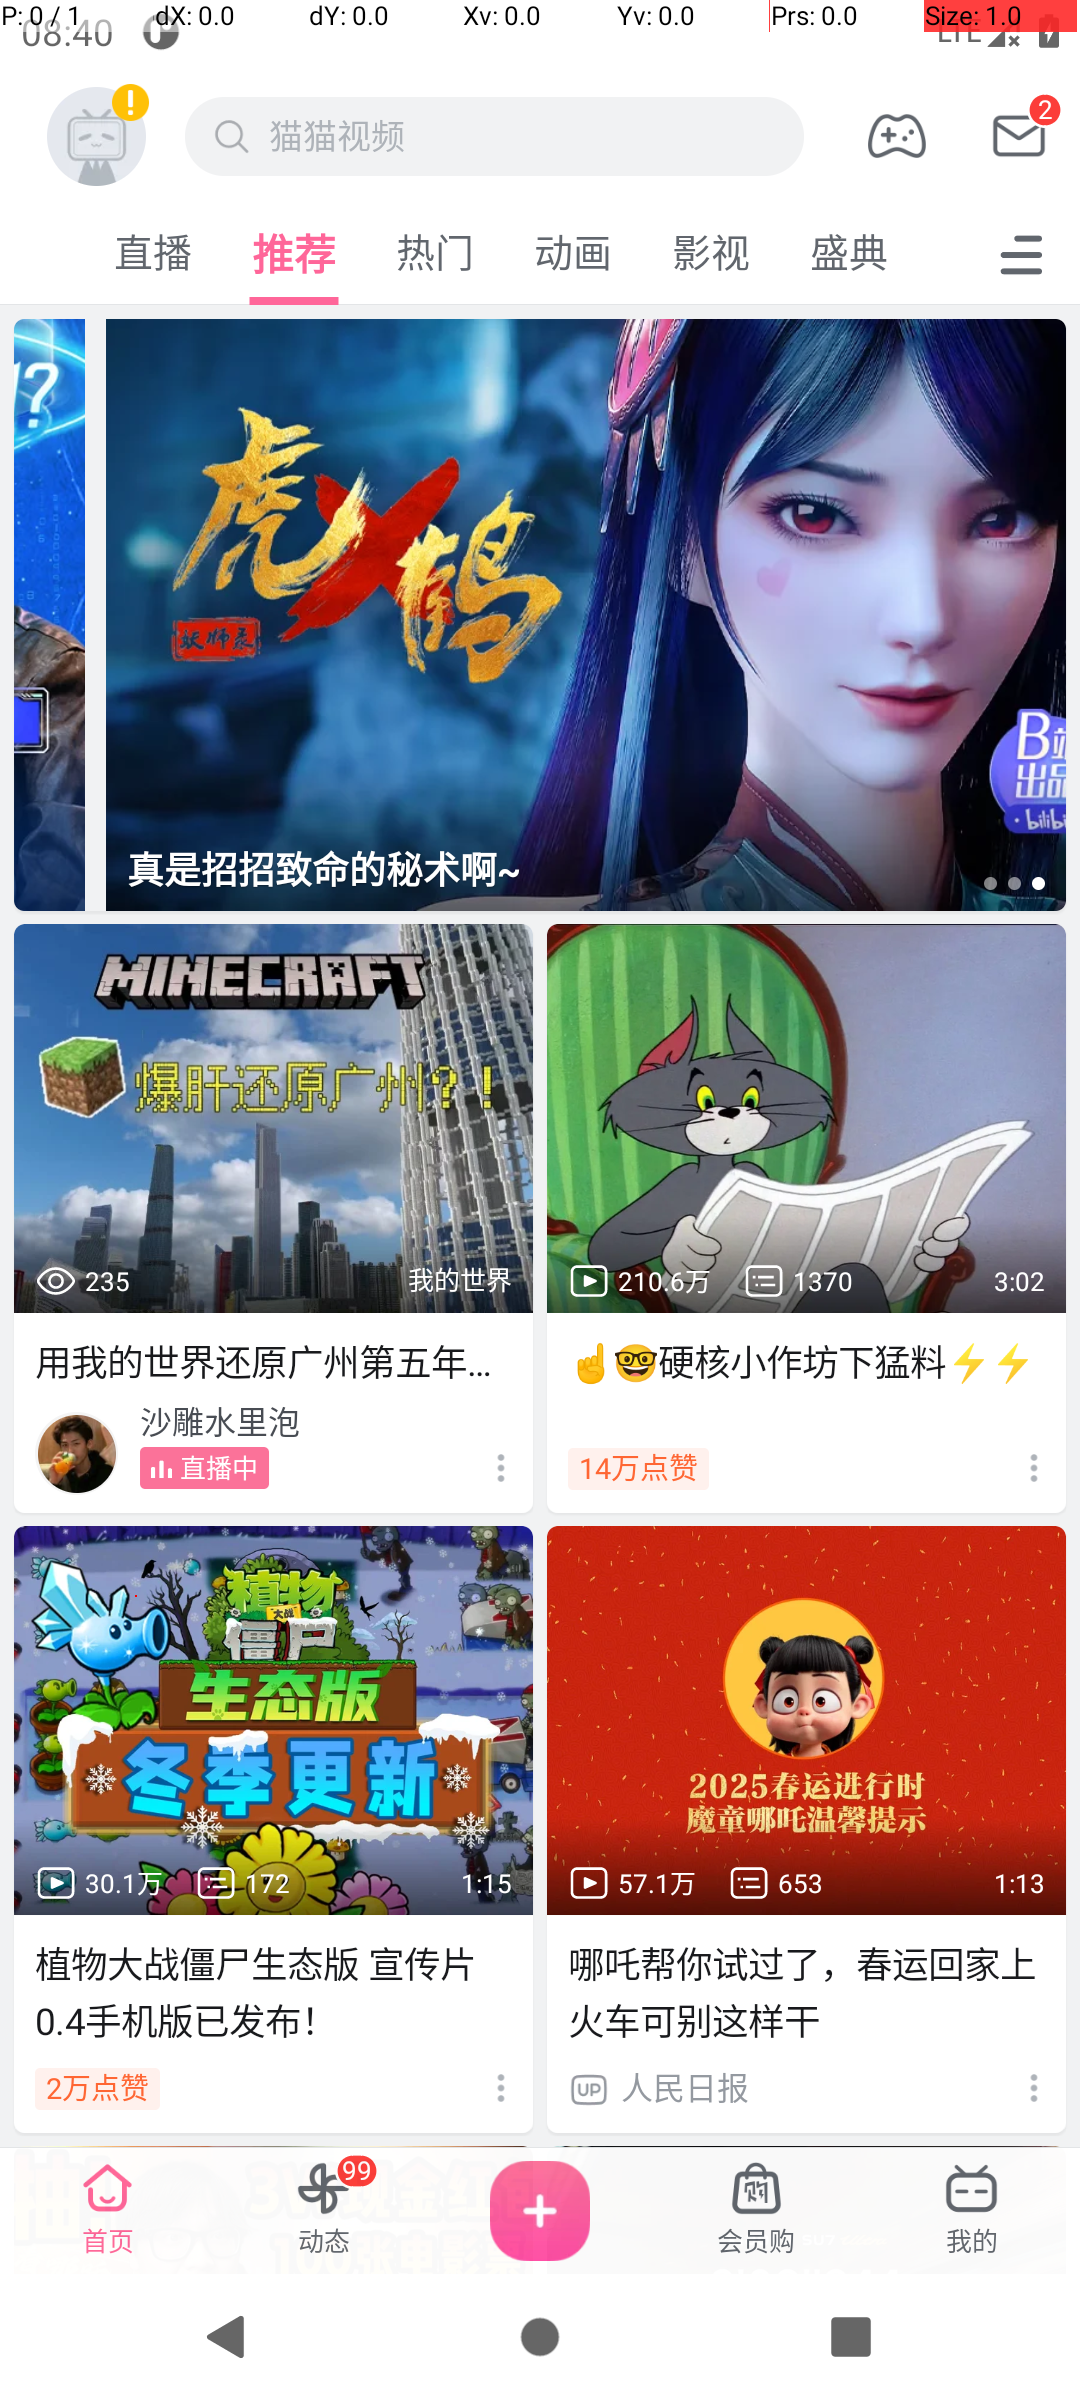 P: 0 / 1 dX: 0.0 dY: 0.0 Xv: 0.0 Yv: 0.0 Prs: 0.0 Size: 1.0
08:40 LTE
猫猫视频 2
直播 推荐 热门 动画 影视 盛典
!?
虎X鹤
妖师录
B站
出品
bilibi
真是招招致命的秘术啊~
MINECRAFT
爆肝还原广州?!
235 我的世界
210.6万 1370 3:02
用我的世界还原广州第五年...
沙雕水里泡
直播中
☝️🤓硬核小作坊下猛料⚡⚡
14万点赞
植物
大战
僵尸
生态版
冬季更新
30.1万 172 1:15
2025春运进行时
魔童哪吒温馨提示
57.1万 653 1:13
植物大战僵尸生态版 宣传片
0.4手机版已发布!
2万点赞
哪吒帮你试过了，春运回家上
火车可别这样干
UP 人民日报
99
首页 动态 会员购 我的